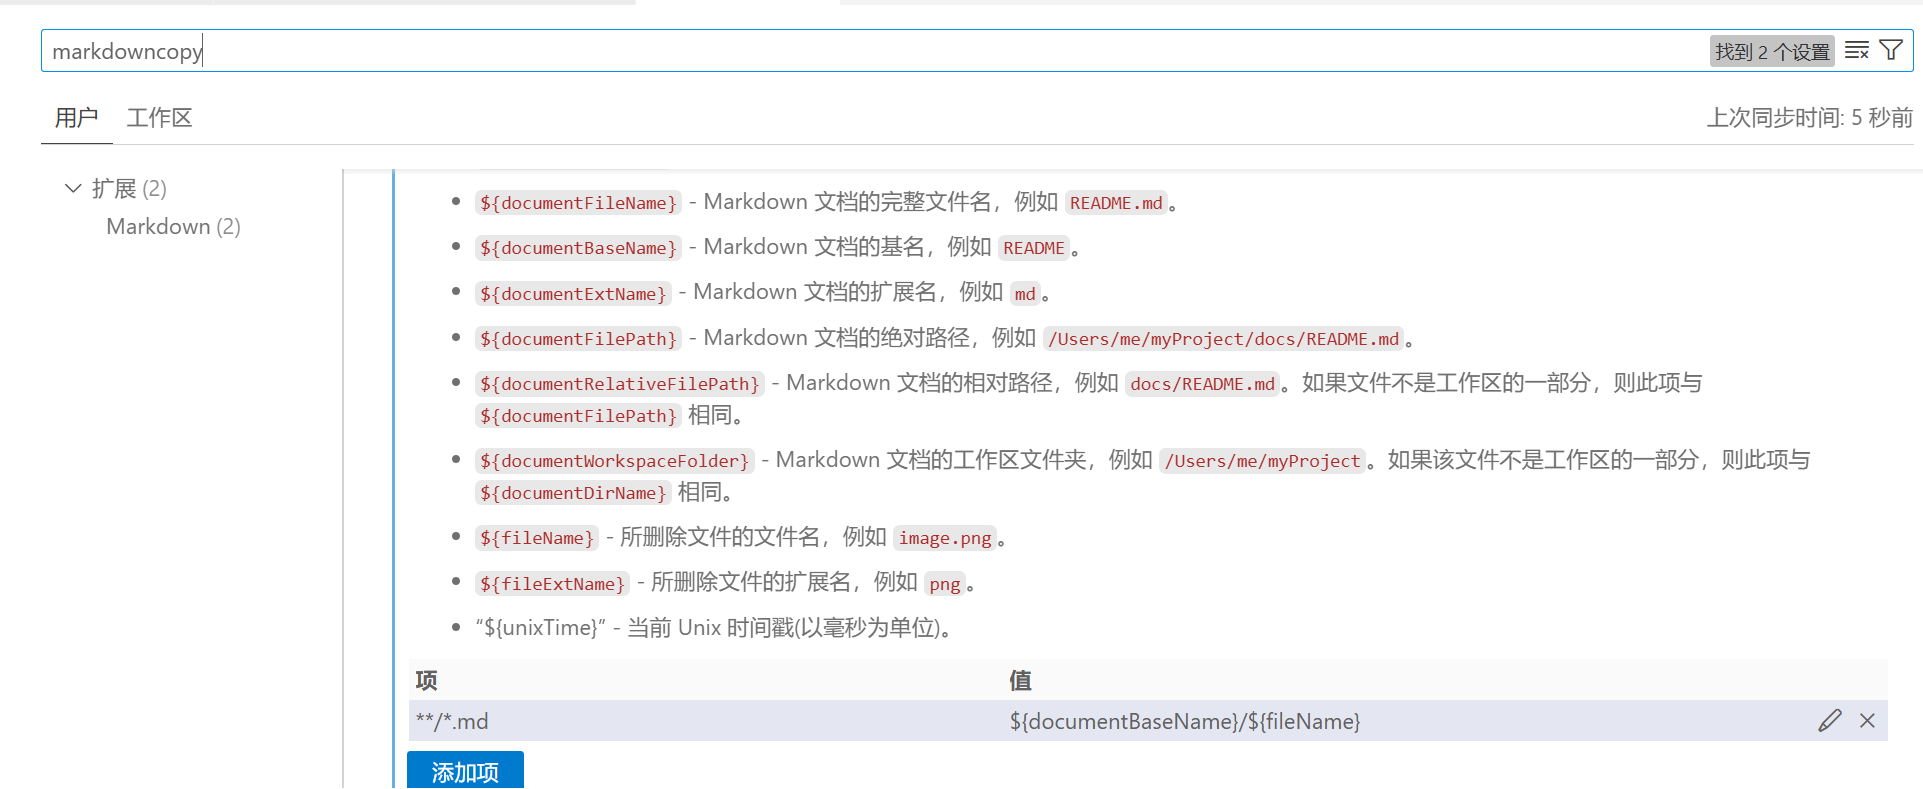 markdowncopy
找到 2 个设置
用户 工作区
上次同步时间: 5 秒前
扩展 (2)
Markdown (2)
${documentFileName} - Markdown 文档的完整文件名，例如 README.md。
${documentBaseName} - Markdown 文档的基名，例如 README。
${documentExtName} - Markdown 文档的扩展名，例如 md。
${documentFilePath} - Markdown 文档的绝对路径，例如 /Users/me/myProject/docs/README.md。
${documentRelativeFilePath} - Markdown 文档的相对路径，例如 docs/README.md。如果文件不是工作区的一部分，则此项与
${documentFilePath} 相同。
${documentWorkspaceFolder} - Markdown 文档的工作区文件夹，例如 /Users/me/myProject。如果该文件不是工作区的一部分，则此项与
${documentDirName} 相同。
${fileName} - 所删除文件的文件名，例如 image.png。
${fileExtName} - 所删除文件的扩展名，例如 png。
“${unixTime}” - 当前 Unix 时间戳(以毫秒为单位)。
项 值
**/*.md ${documentBaseName}/${fileName}
添加项